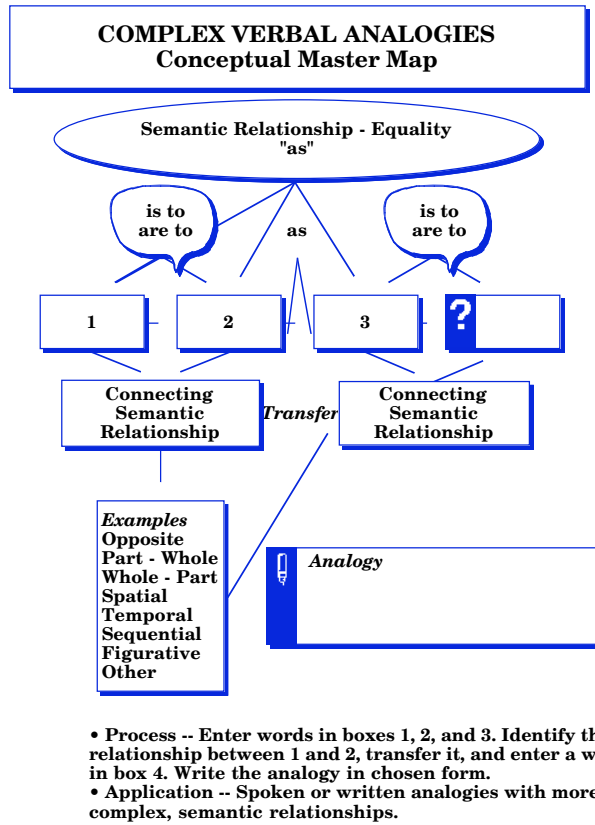 COMPLEX VERBAL ANALOGIES
Conceptual Master Map
Semantic Relationship - Equality
"as"
is to
are to
as
is to
are to
1
2
3
?
Connecting
Semantic
Relationship
Transfer
Connecting
Semantic
Relationship
Examples
Opposite
Part - Whole
Whole - Part
Spatial
Temporal
Sequential
Figurative
Other
Analogy
• Process -- Enter words in boxes 1, 2, and 3. Identify
relationship between 1 and 2, transfer it, and enter a
in box 4. Write the analogy in chosen form.
• Application -- Spoken or written analogies with more
complex, semantic relationships.